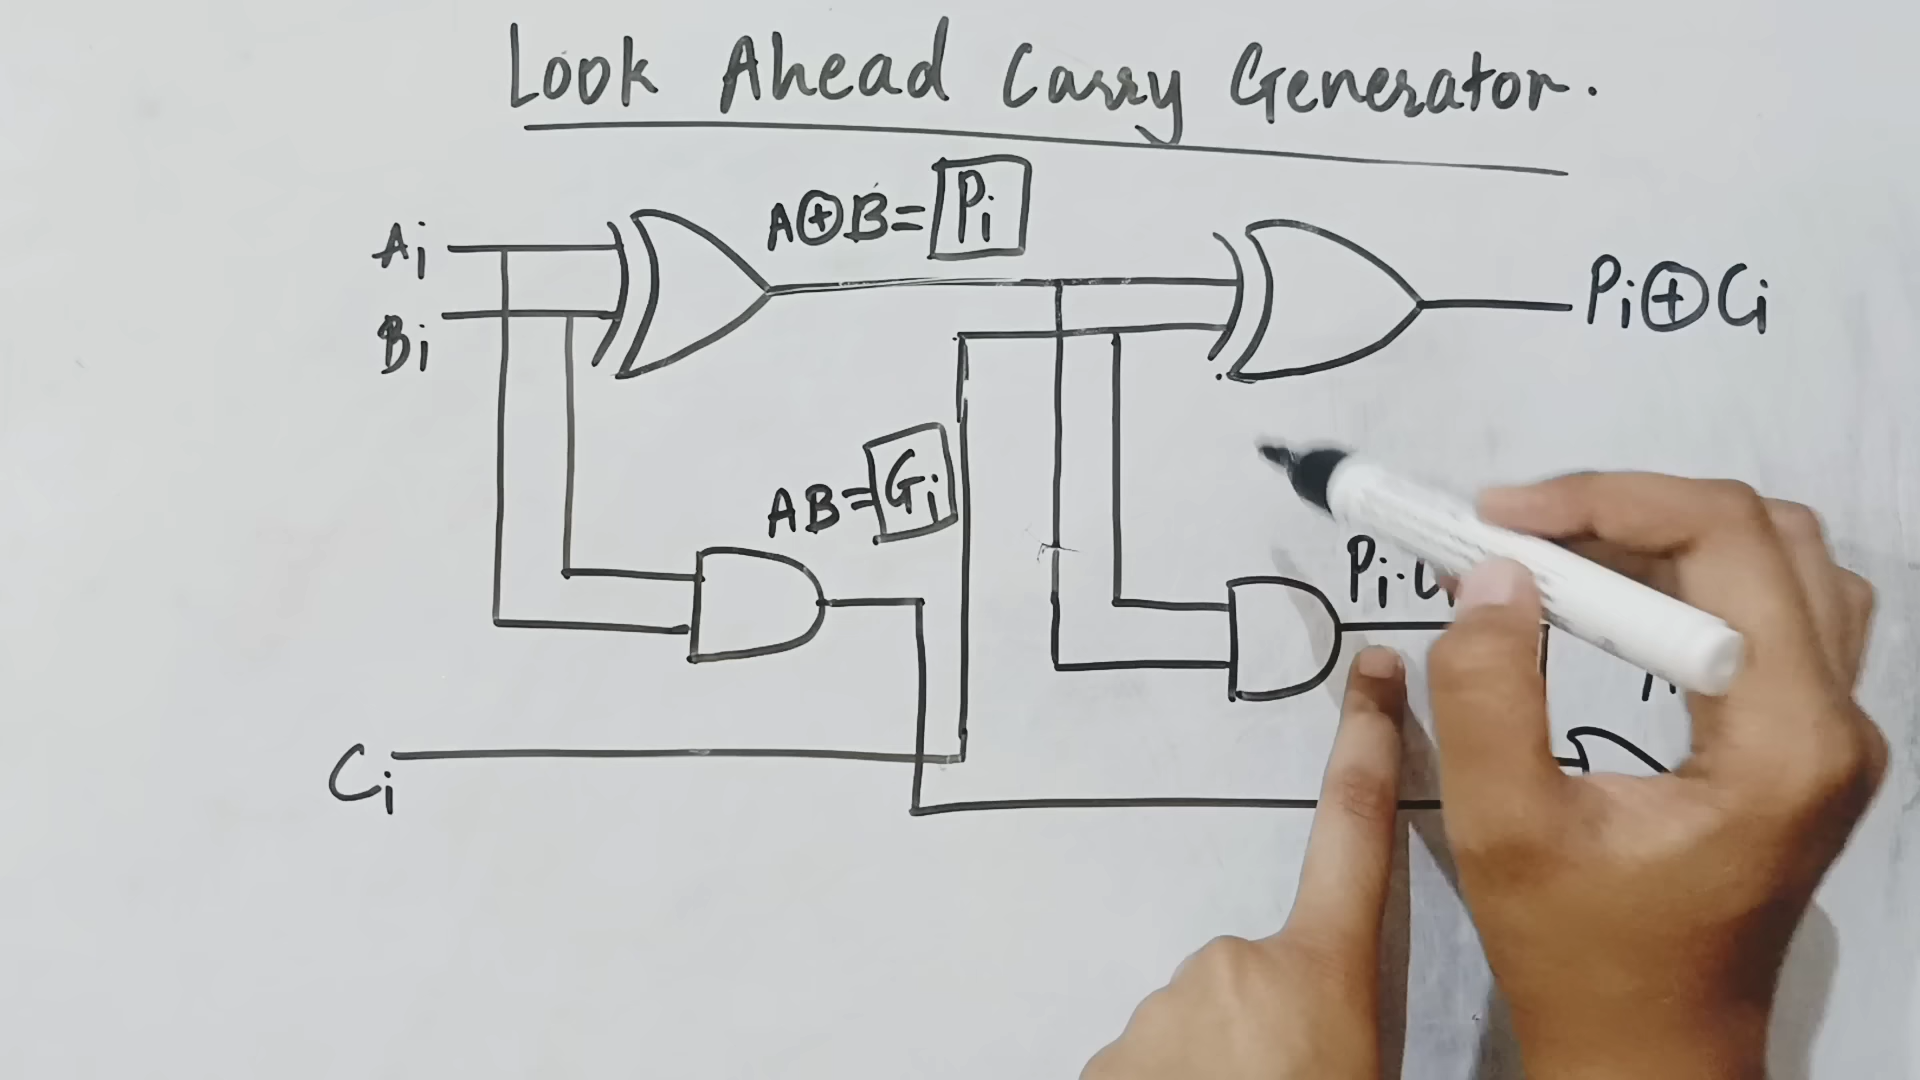 Look Ahead Carry Generator.
A⊕B=Pi
Ai
Pi⊕Ci
Bi
AB=Gi
Ci